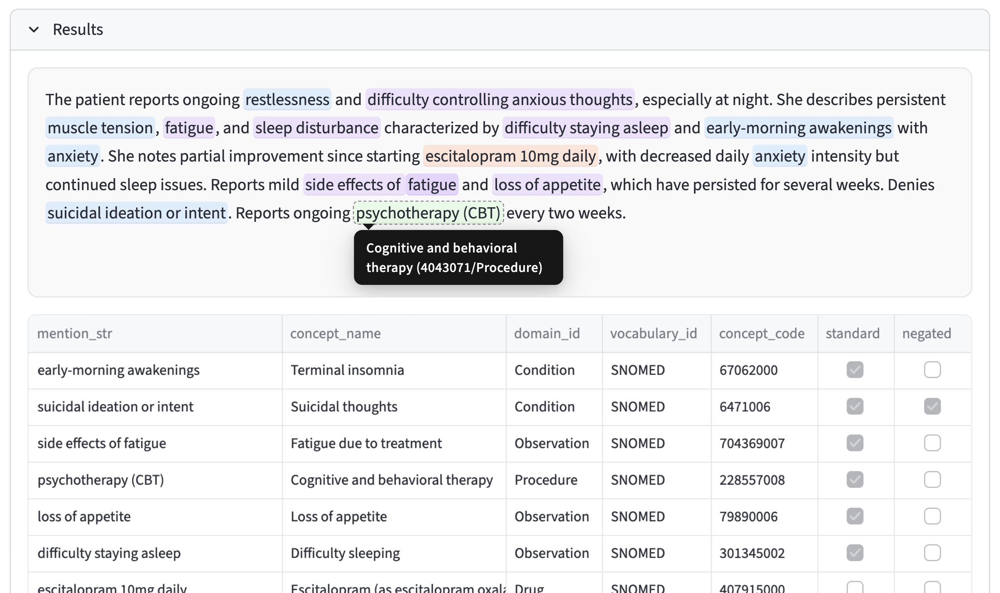 Results
The patient reports ongoing restlessness and difficulty controlling anxious thoughts, especially at night. She describes persistent
muscle tension, fatigue, and sleep disturbance characterized by difficulty staying asleep and early-morning awakenings with
anxiety. She notes partial improvement since starting escitalopram 10mg daily, with decreased daily anxiety intensity but
continued sleep issues. Reports mild side effects of fatigue and loss of appetite, which have persisted for several weeks. Denies
suicidal ideation or intent. Reports ongoing psychotherapy (CBT) every two weeks.
Cognitive and behavioral
therapy (4043071/Procedure)
mention_str concept_name domain_id vocabulary_id concept_code standard negated
early-morning awakenings Terminal insomnia Condition SNOMED 67062000
suicidal ideation or intent Suicidal thoughts Condition SNOMED 6471006
side effects of fatigue Fatigue due to treatment Observation SNOMED 704369007
psychotherapy (CBT) Cognitive and behavioral therapy Procedure SNOMED 228557008
loss of appetite Loss of appetite Observation SNOMED 79890006
difficulty staying asleep Difficulty sleeping Observation SNOMED 301345002
escitalopram 10mg daily Escitalopram (as escitalopram oxala Drug SNOMED 407915000